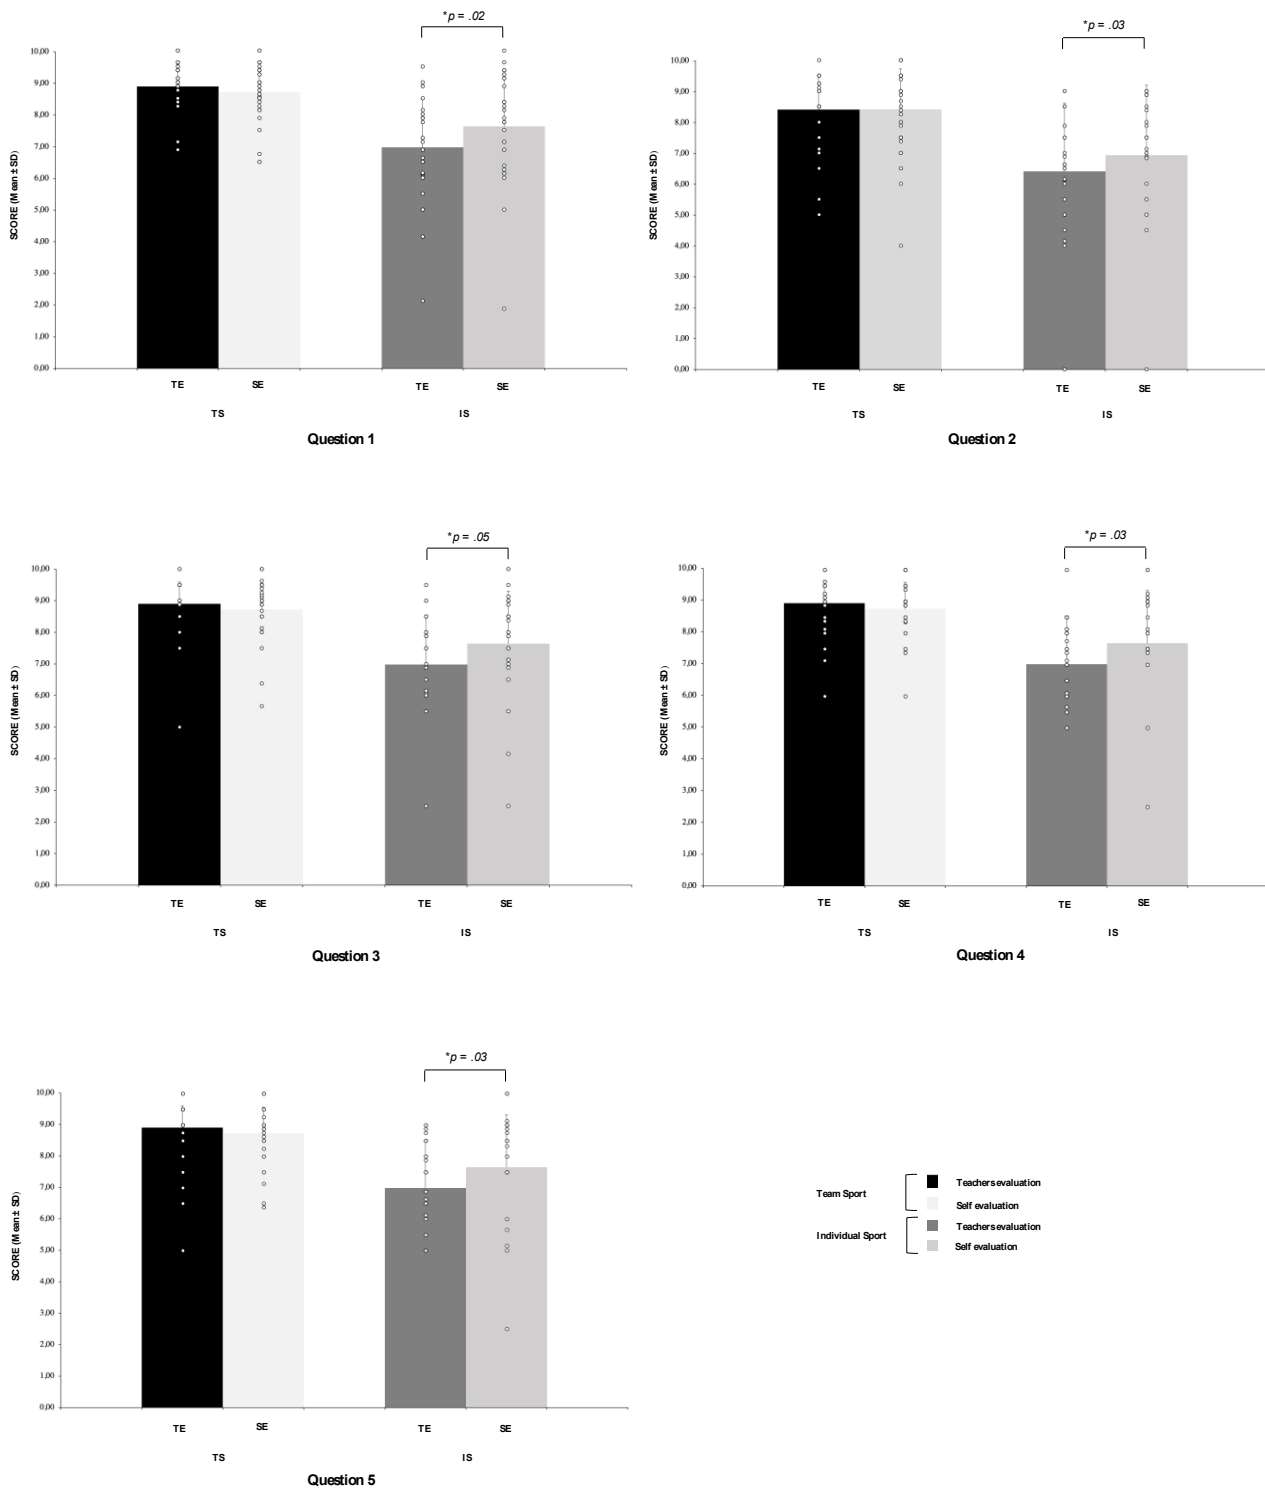 *p = .02
SCORE (Mean ± SD)
10,00
9,00
8,00
7,00
6,00
5,00
4,00
3,00
2,00
1,00
0,00
TE SE TE SE
TS IS
Question 1
*p = .03
SCORE (Mean ± SD)
10,00
9,00
8,00
7,00
6,00
5,00
4,00
3,00
2,00
1,00
0,00
TE SE TE SE
TS IS
Question 2
*p = .05
SCORE (Mean ± SD)
10,00
9,00
8,00
7,00
6,00
5,00
4,00
3,00
2,00
1,00
0,00
TE SE TE SE
TS IS
Question 3
*p = .03
SCORE (Mean ± SD)
10,00
9,00
8,00
7,00
6,00
5,00
4,00
3,00
2,00
1,00
0,00
TE SE TE SE
TS IS
Question 4
*p = .03
SCORE (Mean ± SD)
10,00
9,00
8,00
7,00
6,00
5,00
4,00
3,00
2,00
1,00
0,00
TE SE TE SE
TS IS
Question 5
Team Sport
Teachers evaluation
Self evaluation
Individual Sport
Teachers evaluation
Self evaluation